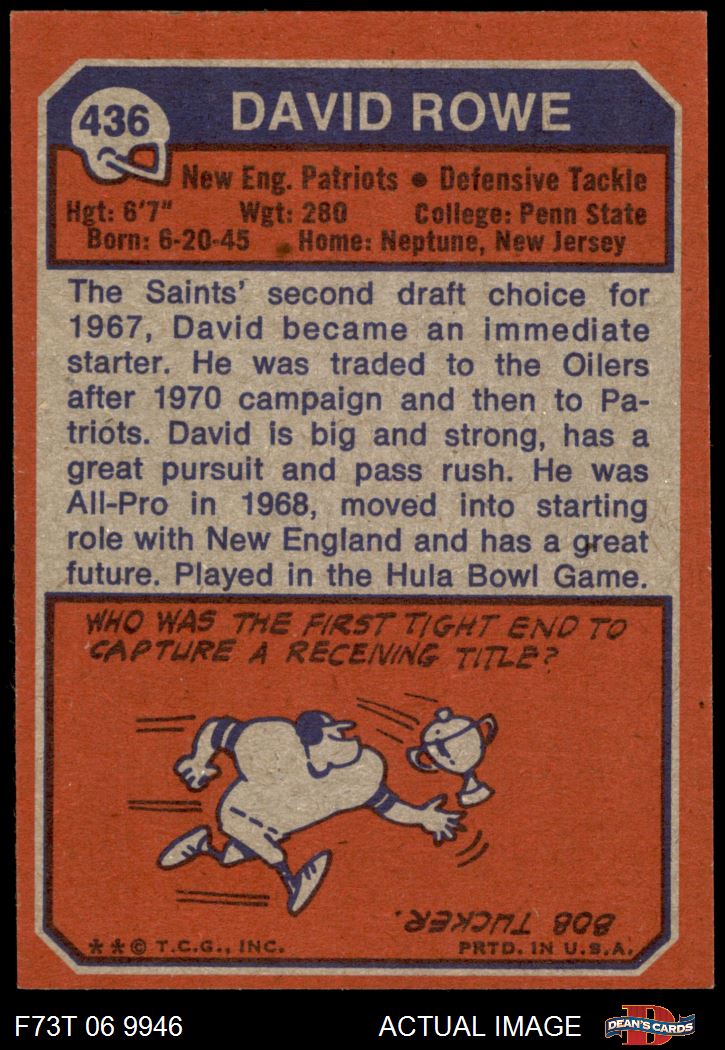 436
DAVID ROWE
New Eng. Patriots ● Defensive Tackle
Hgt: 6'7" Wgt: 280 College: Penn State
Born: 6-20-45 Home: Neptune, New Jersey
The Saints' second draft choice for
1967, David became an immediate
starter. He was traded to the Oilers
after 1970 campaign and then to Pa-
triots. David is big and strong, has a
great pursuit and pass rush. He was
All-Pro in 1968, moved into starting
role with New England and has a great
future. Played in the Hula Bowl Game.
WHO WAS THE FIRST TIGHT END TO
CAPTURE A RECEIVING TITLE?
BOB TUCKER.
** © T.C.G., INC. PRTD. IN U.S.A.
F73T 06 9946 ACTUAL IMAGE
D
DEAN'S CARDS